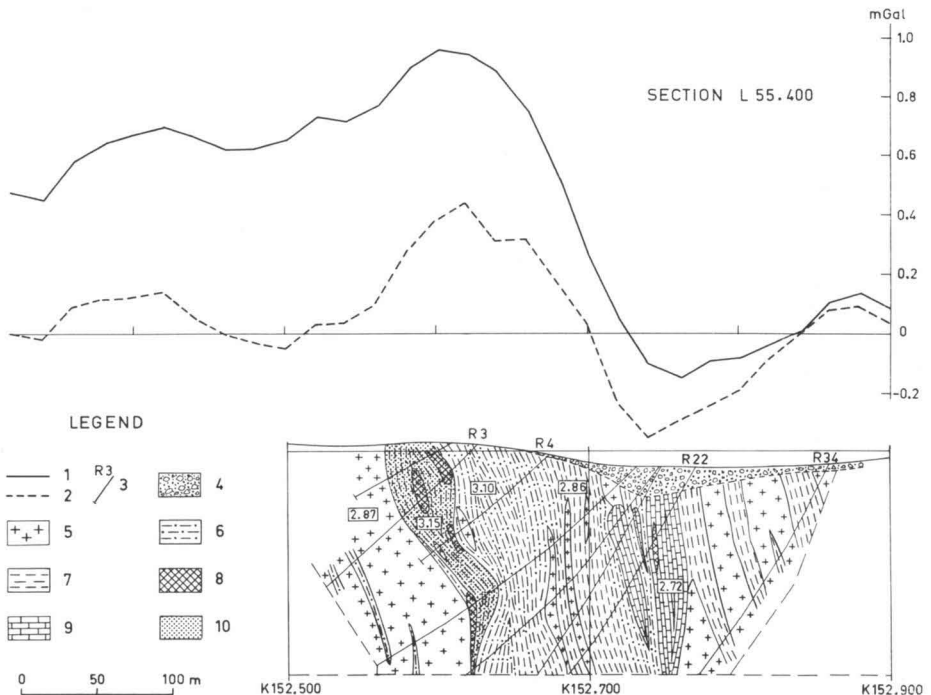 mGal
1.0
SECTION L 55.400
0.8
0.6
0.4
0.2
0
-0.2
LEGEND
1
2
R3
3
4
5
6
7
8
9
10
0 50 100 m
R3
R4
R22
R34
2.87
3.15
3.10
2.86
2.72
K152.500
K152.700
K152.900